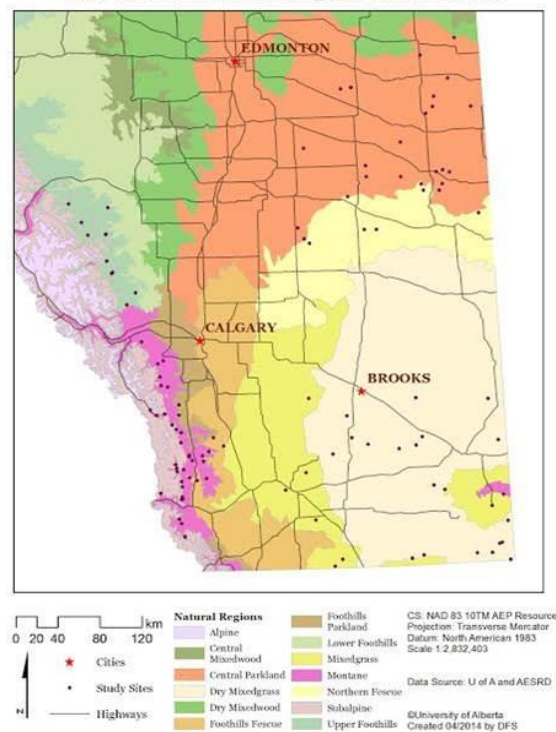 EDMONTON
CALGARY
BROOKS
km
0 20 40 80 120
Cities
Study Sites
Highways
N
Natural Regions
Alpine
Central
Mixedwood
Central Parkland
Dry Mixedgrass
Dry Mixedwood
Foothills Fescue
Foothills
Parkland
Lower Foothills
Mixedgrass
Montane
Northern Fescue
Subalpine
Upper Foothills
CS: NAD 83 10TM AEP Resource
Projection: Transverse Mercator
Datum: North American 1983
Scale 1:2,832,403
Data Source: U of A and AESRD
©University of Alberta
Created 04/2014 by DFS